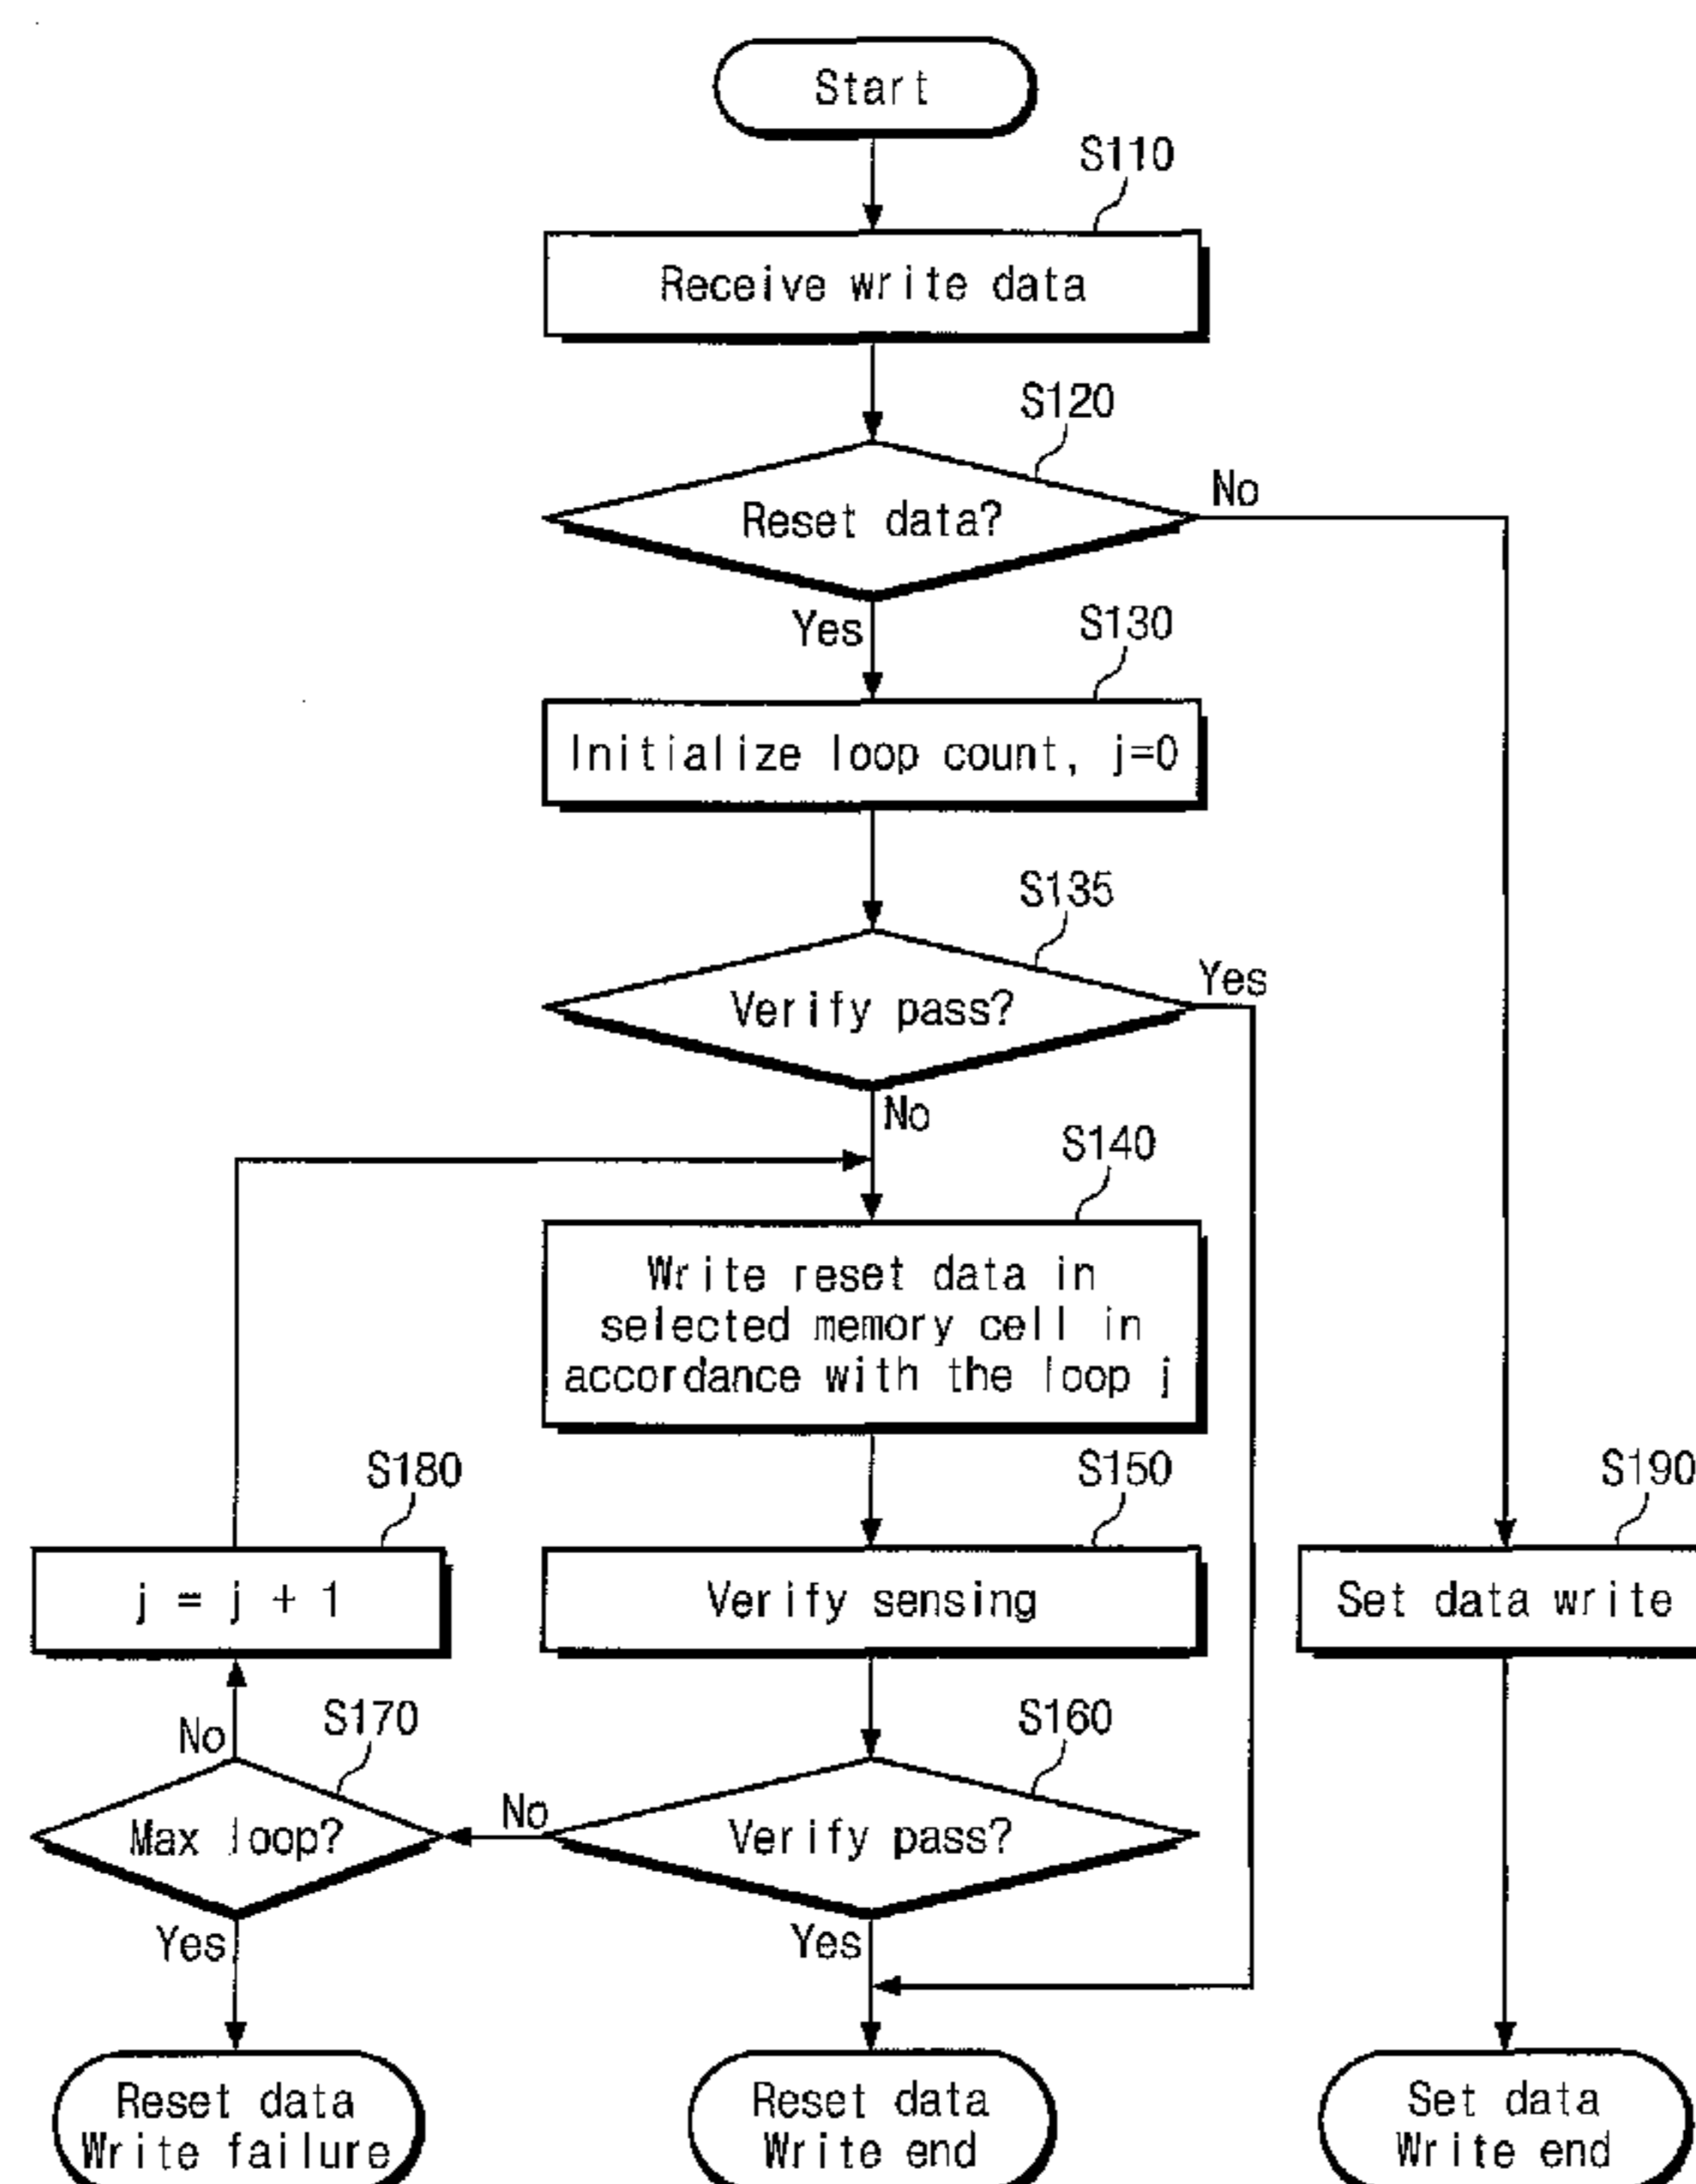 Start
S110
Receive write data
S120
Reset data?
No
Yes
S130
Initialize loop count, j=0
S135
Verify pass?
Yes
No
S140
Write reset data in
selected memory cell in
accordance with the loop j
S180
S150
S190
j = j + 1
Verify sensing
Set data write
No
S170
S160
Max loop?
No
Verify pass?
Yes
Yes
Reset data
Write failure
Reset data
Write end
Set data
Write end